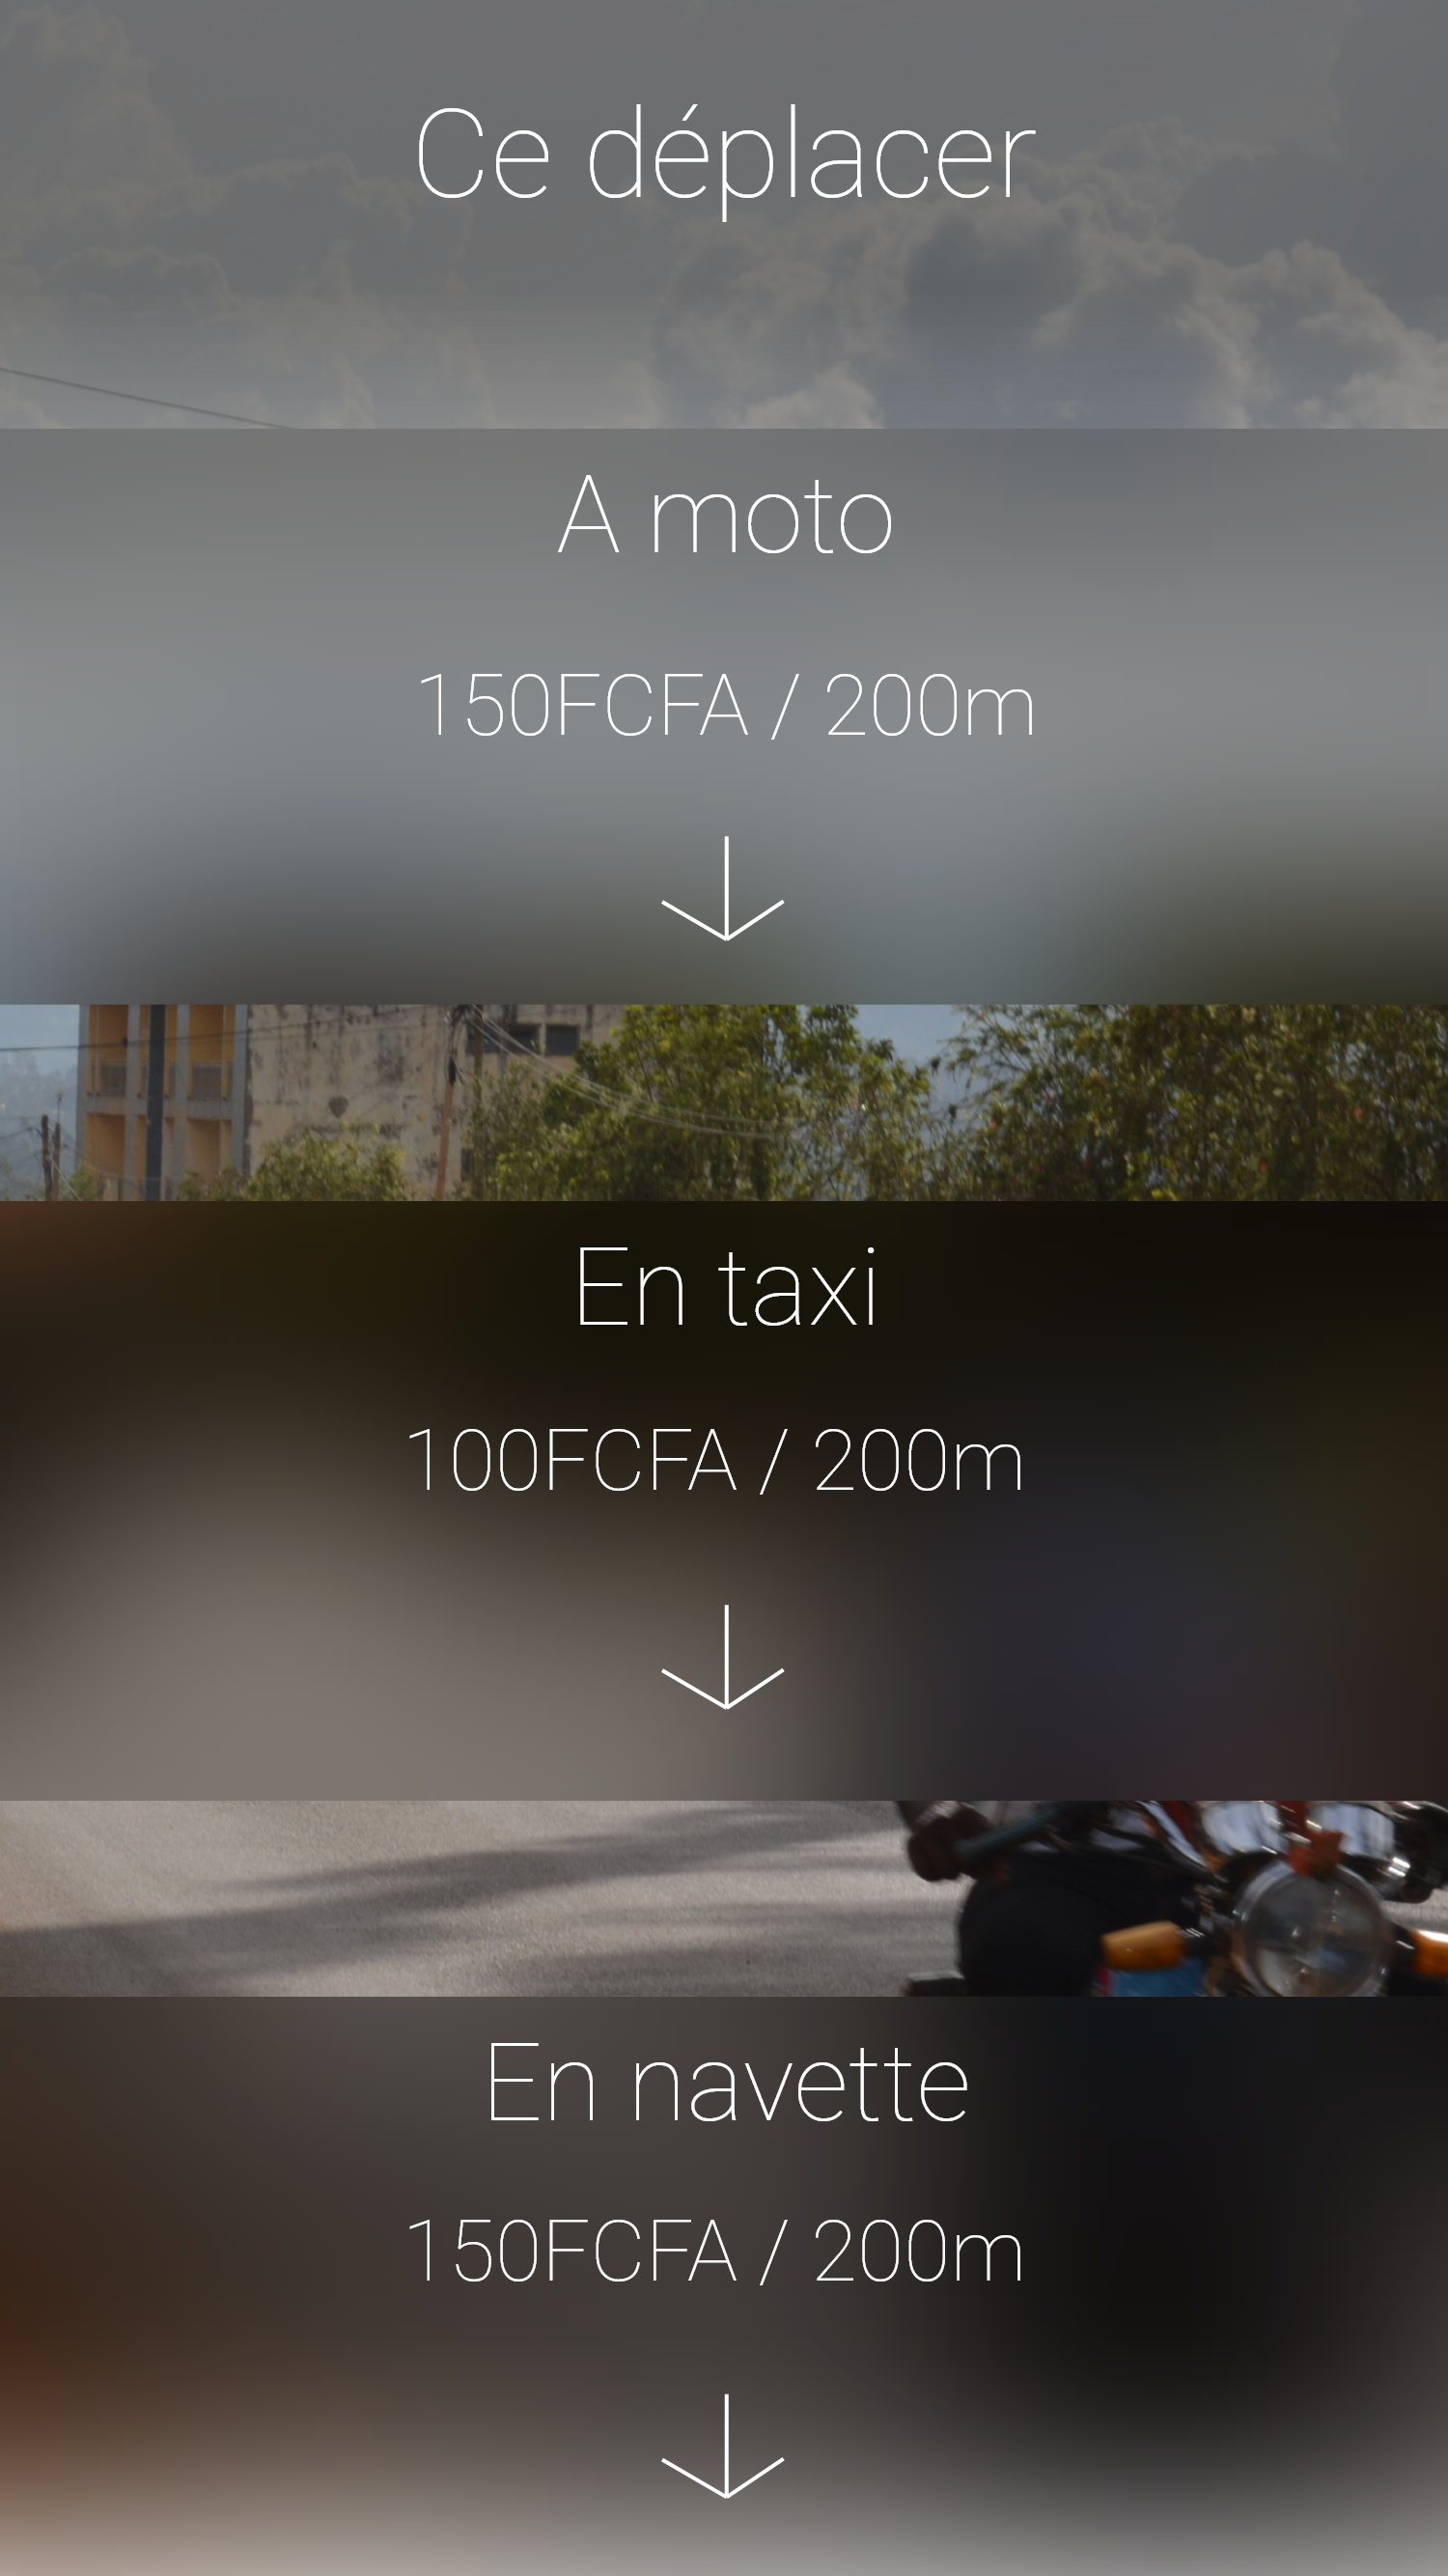 Ce déplacer
A moto
150FCFA / 200m
En taxi
100FCFA / 200m
En navette
150FCFA / 200m